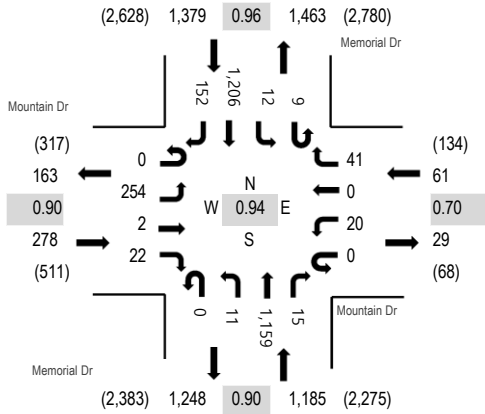 (2,628) 1,379 0.96 1,463 (2,780)
Memorial Dr
Mountain Dr
152 1,206 12 9
(317) (134)
0 41
163 61
254 N 0
0.90 W 0.94 E 0.70
2 S 20
278 29
22 0
(511) (68)
0 11 1,159 15
Mountain Dr
Memorial Dr
(2,383) 1,248 0.90 1,185 (2,275)